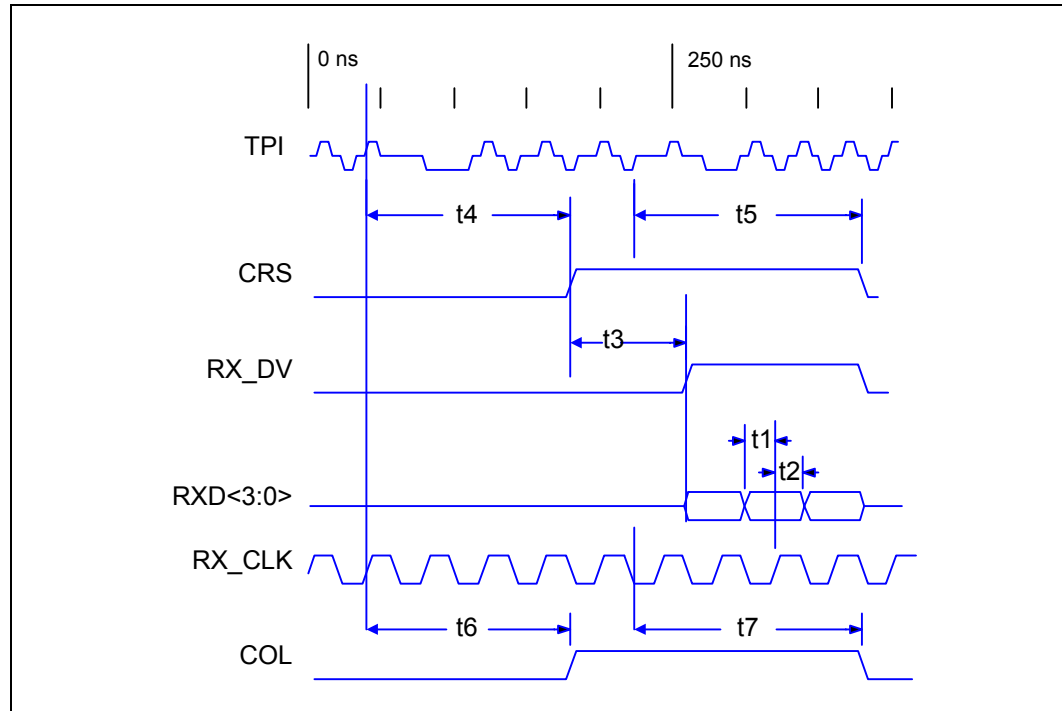 0 ns
250 ns
TPI
t4
t5
CRS
t3
RX_DV
t1
t2
RXD<3:0>
RX_CLK
t6
t7
COL